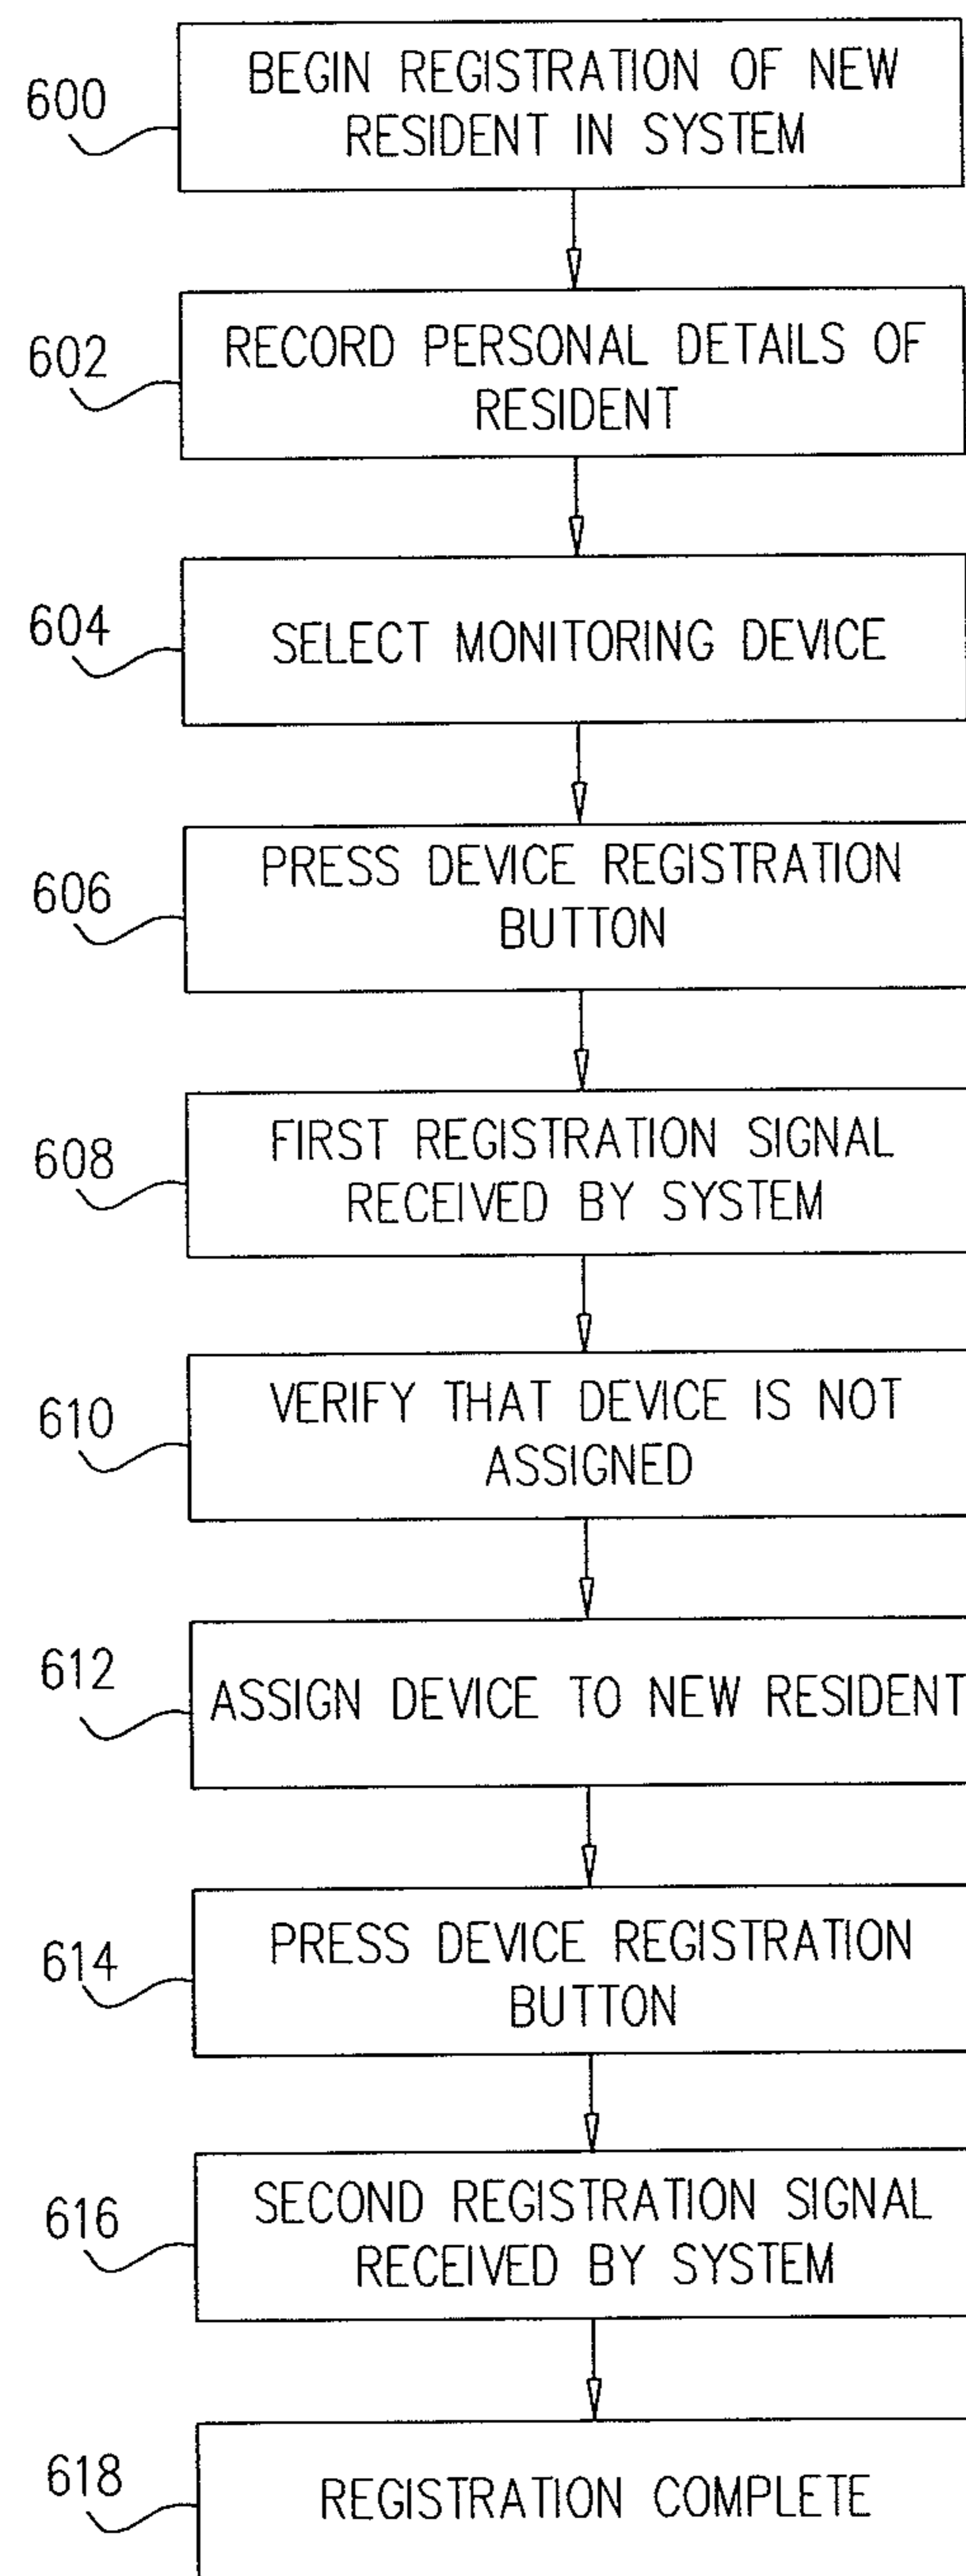 600
BEGIN REGISTRATION OF NEW
RESIDENT IN SYSTEM
602
RECORD PERSONAL DETAILS OF
RESIDENT
604
SELECT MONITORING DEVICE
606
PRESS DEVICE REGISTRATION
BUTTON
608
FIRST REGISTRATION SIGNAL
RECEIVED BY SYSTEM
610
VERIFY THAT DEVICE IS NOT
ASSIGNED
612
ASSIGN DEVICE TO NEW RESIDENT
614
PRESS DEVICE REGISTRATION
BUTTON
616
SECOND REGISTRATION SIGNAL
RECEIVED BY SYSTEM
618
REGISTRATION COMPLETE